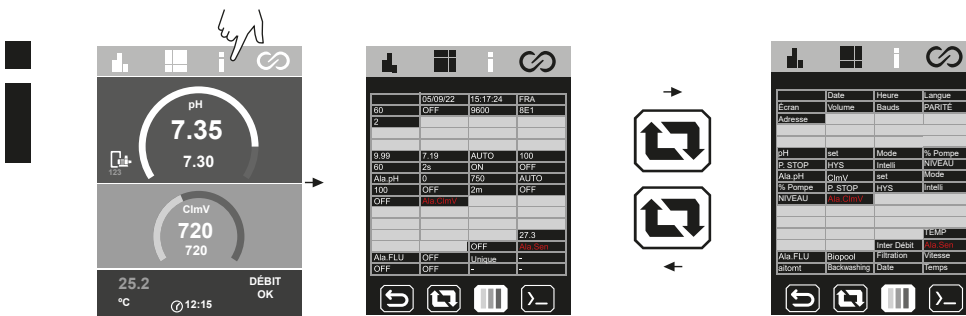 pH
7.35
7.30
123
ClmV
720
720
25.2
ºC
12:15
DÉBIT
OK
05/09/22 15:17:24 FRA
60 OFF 9600 8E1
2
9.99 7.19 AUTO 100
60 2s ON OFF
Ala.pH 0 750 AUTO
100 OFF 2m OFF
OFF Ala.ClmV
27.3
OFF Ala.Sen
Ala.FLU OFF Unique -
OFF OFF - -
Date Heure Langue
Écran Volume Bauds PARITÉ
Adresse
pH set Mode % Pompe
P. STOP HYS Intelli NIVEAU
Ala.pH ClmV set Mode
% Pompe P. STOP HYS Intelli
NIVEAU Ala.ClmV
TEMP
Inter Débit Ala.Sen
Ala.FLU Biopool Filtration Vitesse
aitomt Backwashing Date Temps